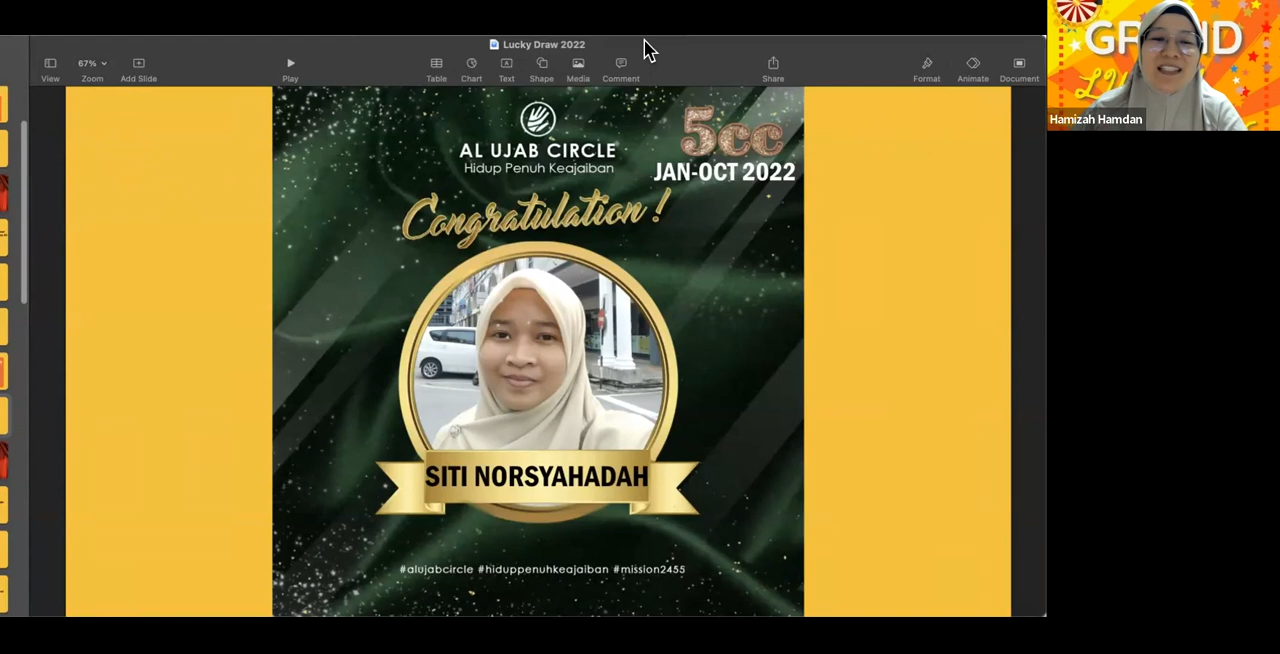 Lucky Draw 2022
67%
View
Zoom
Add Slide
Play
Table
Chart
Text
Shape
Media
Comment
Share
Format
Animate
Document
AL UJAB CIRCLE
Hidup Penuh Keajaiban
5cc
JAN-OCT 2022
Congratulation !
SITI NORSYAHADAH
#alujabcircle #hiduppenuhkeajaiban #mission2455
Hamizah Hamdan